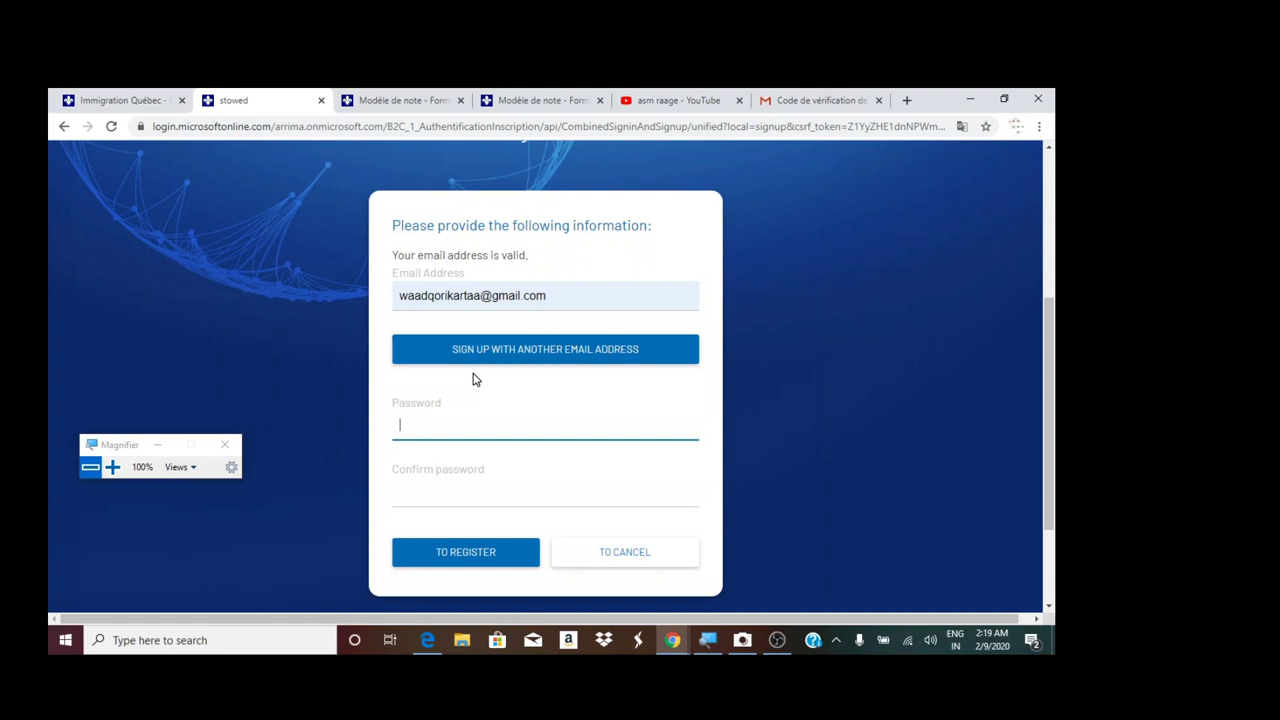 Immigration Québec -
stowed
Modèle de note - Form
Modèle de note - Form
asm raage - YouTube
Code de vérification de
login.microsoftonline.com/arrima.onmicrosoft.com/B2C_1_AuthentificationInscription/api/CombinedSigninAndSignup/unified?local=signup&csrf_token=Z1YyZHE1dnNPWm...
Please provide the following information:
Your email address is valid.
Email Address
waadqorikartaa@gmail.com
SIGN UP WITH ANOTHER EMAIL ADDRESS
Password
Magnifier
100% Views
Confirm password
TO REGISTER
TO CANCEL
Type here to search
ENG
IN
2:19 AM
2/9/2020
2